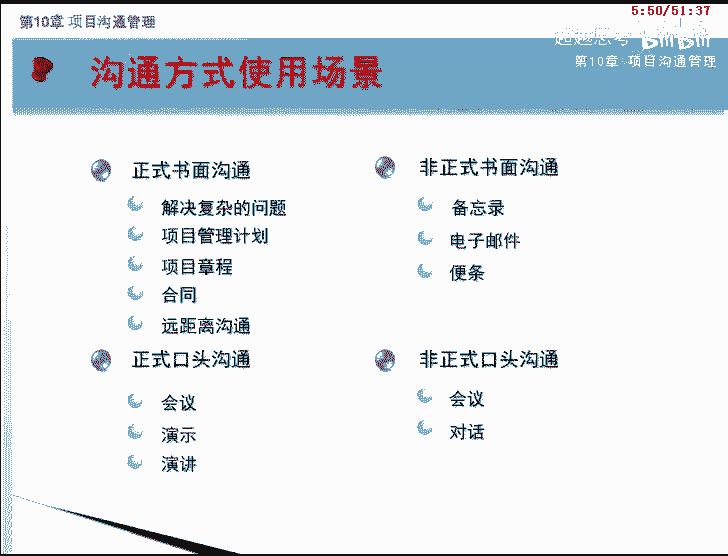 第10章 项目沟通管理
5:50/51:37
bilibili
第10章 项目沟通管理
沟通方式使用场景
正式书面沟通
解决复杂的问题
项目管理计划
项目章程
合同
远距离沟通
非正式书面沟通
备忘录
电子邮件
便条
正式口头沟通
会议
演示
演讲
非正式口头沟通
会议
对话